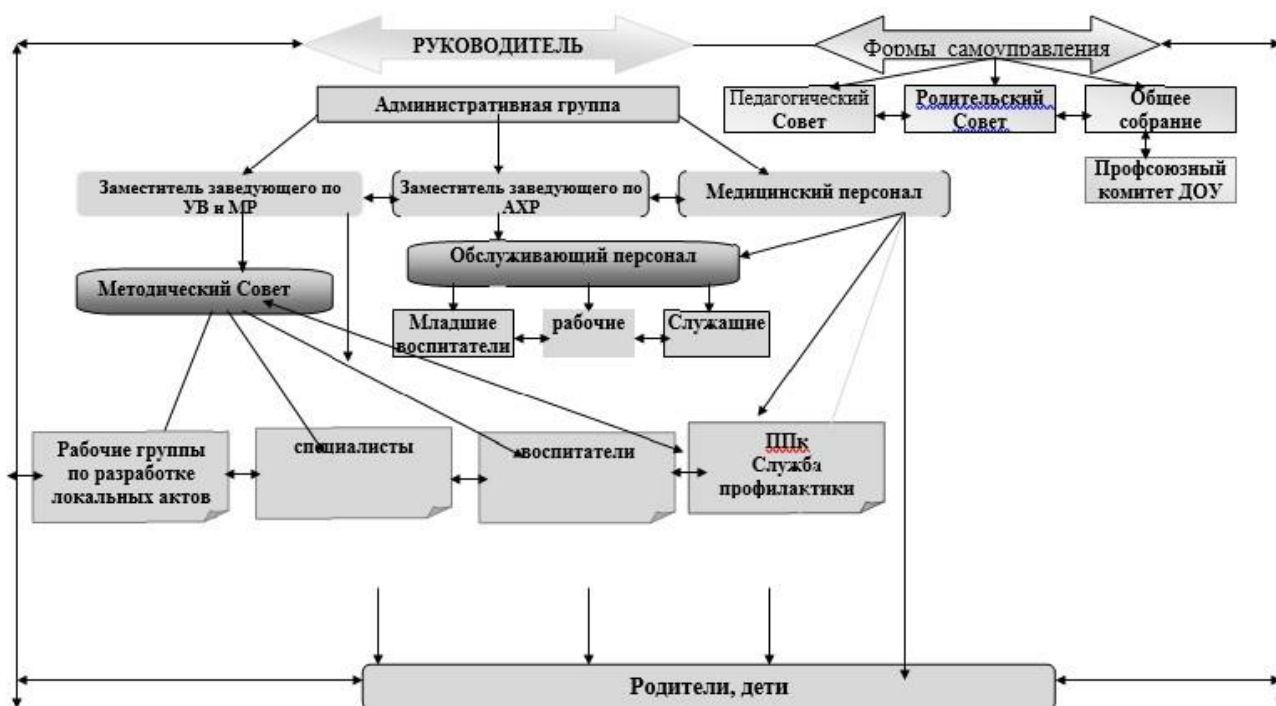 РУКОВОДИТЕЛЬ
Формы самоуправления
Административная группа
Педагогический
Совет
Родительский
Совет
Общее
собрание
Профсоюзный
комитет ДОУ
Заместитель заведующего по
УВ и МР
Заместитель заведующего по
АХР
Медицинский персонал
Обслуживающий персонал
Методический Совет
Младшие
воспитатели
рабочие
Служащие
Рабочие группы
по разработке
локальных актов
специалисты
воспитатели
ППк
Служба
профилактики
Родители, дети